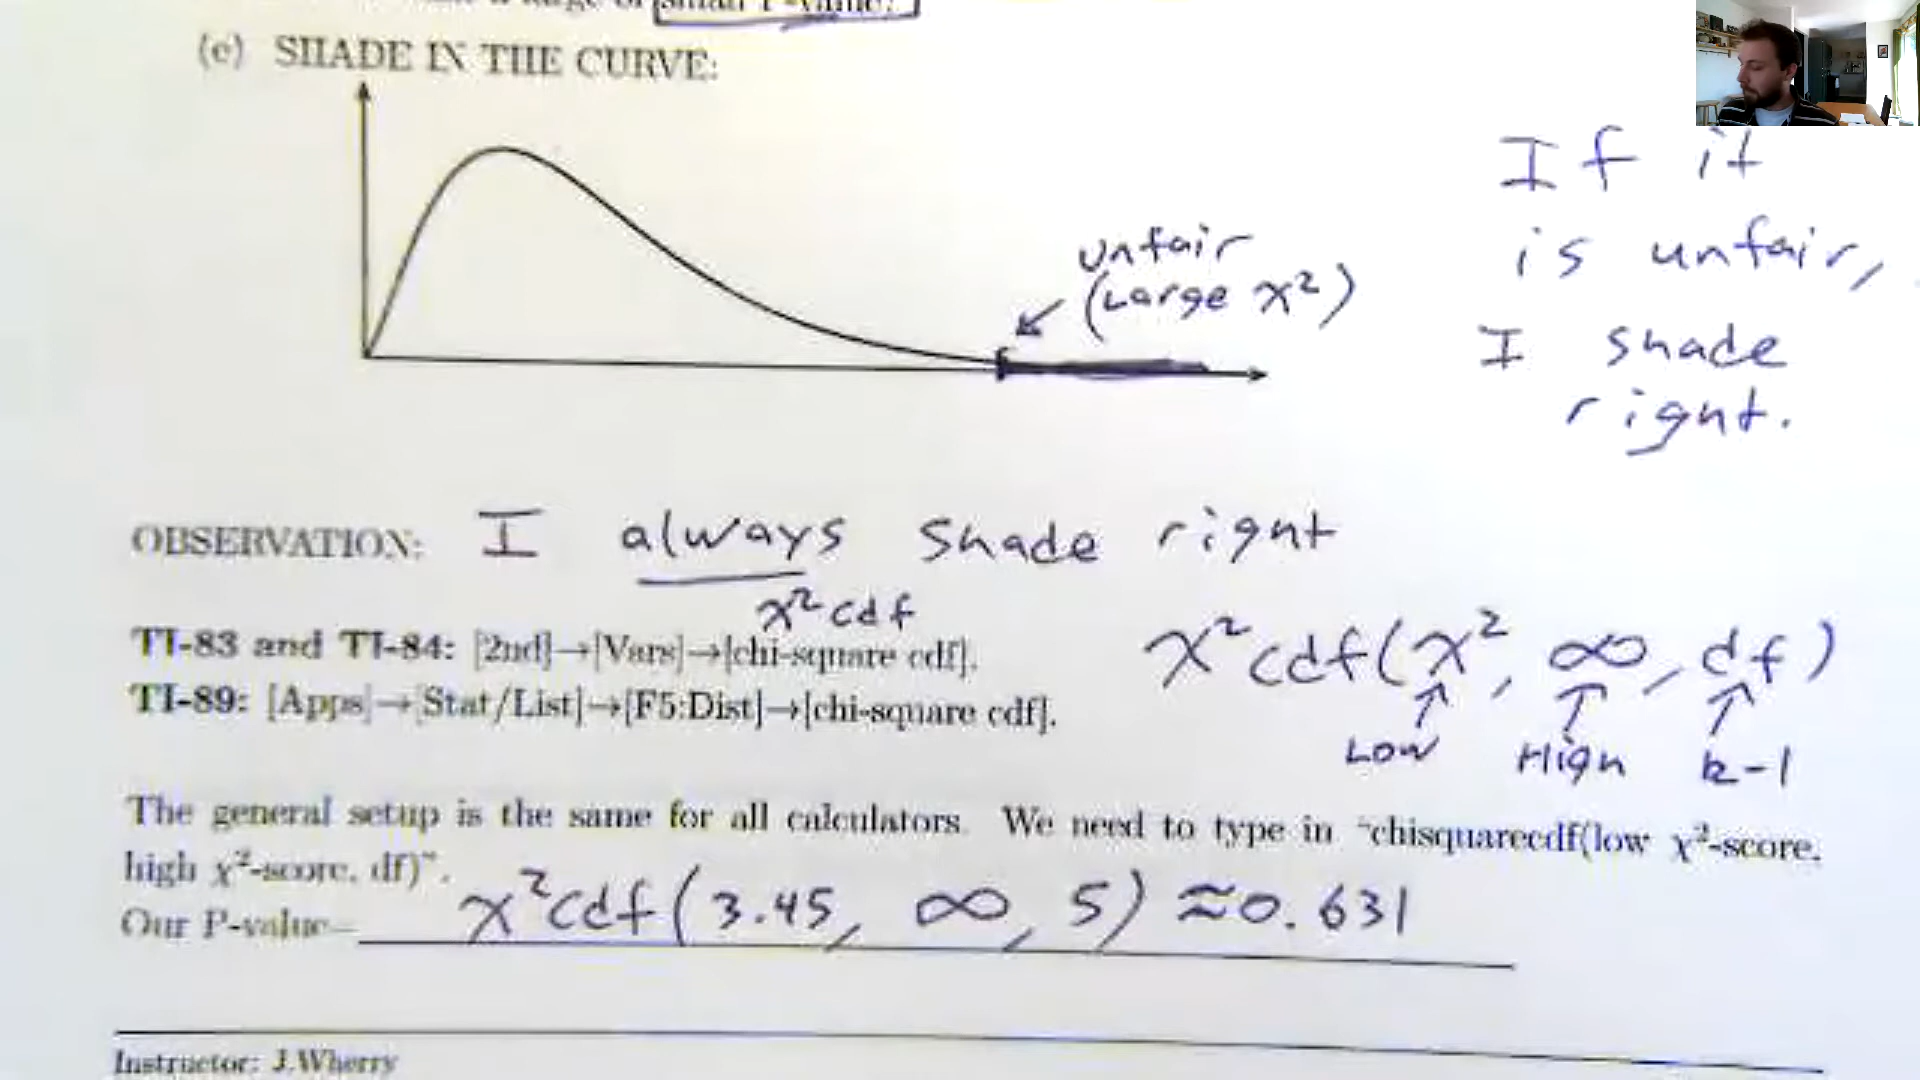 small P-value?
(c) SHADE IN THE CURVE:
If it
is unfair,
I shade
right.
unfair
(Large χ²)
OBSERVATION: I always shade right
χ²cdf
TI-83 and TI-84: [2nd]→[Vars]→[chi-square cdf].
TI-89: [Apps]→[Stat/List]→[F5:Dist]→[chi-square cdf].
χ²cdf(χ², ∞, df)
Low High k-1
The general setup is the same for all calculators. We need to type in "chisquarecdf(low χ²-score,
high χ²-score, df)".
Our P-value= χ²cdf(3.45, ∞, 5) ≈0.631
Instructor: J.Wherry